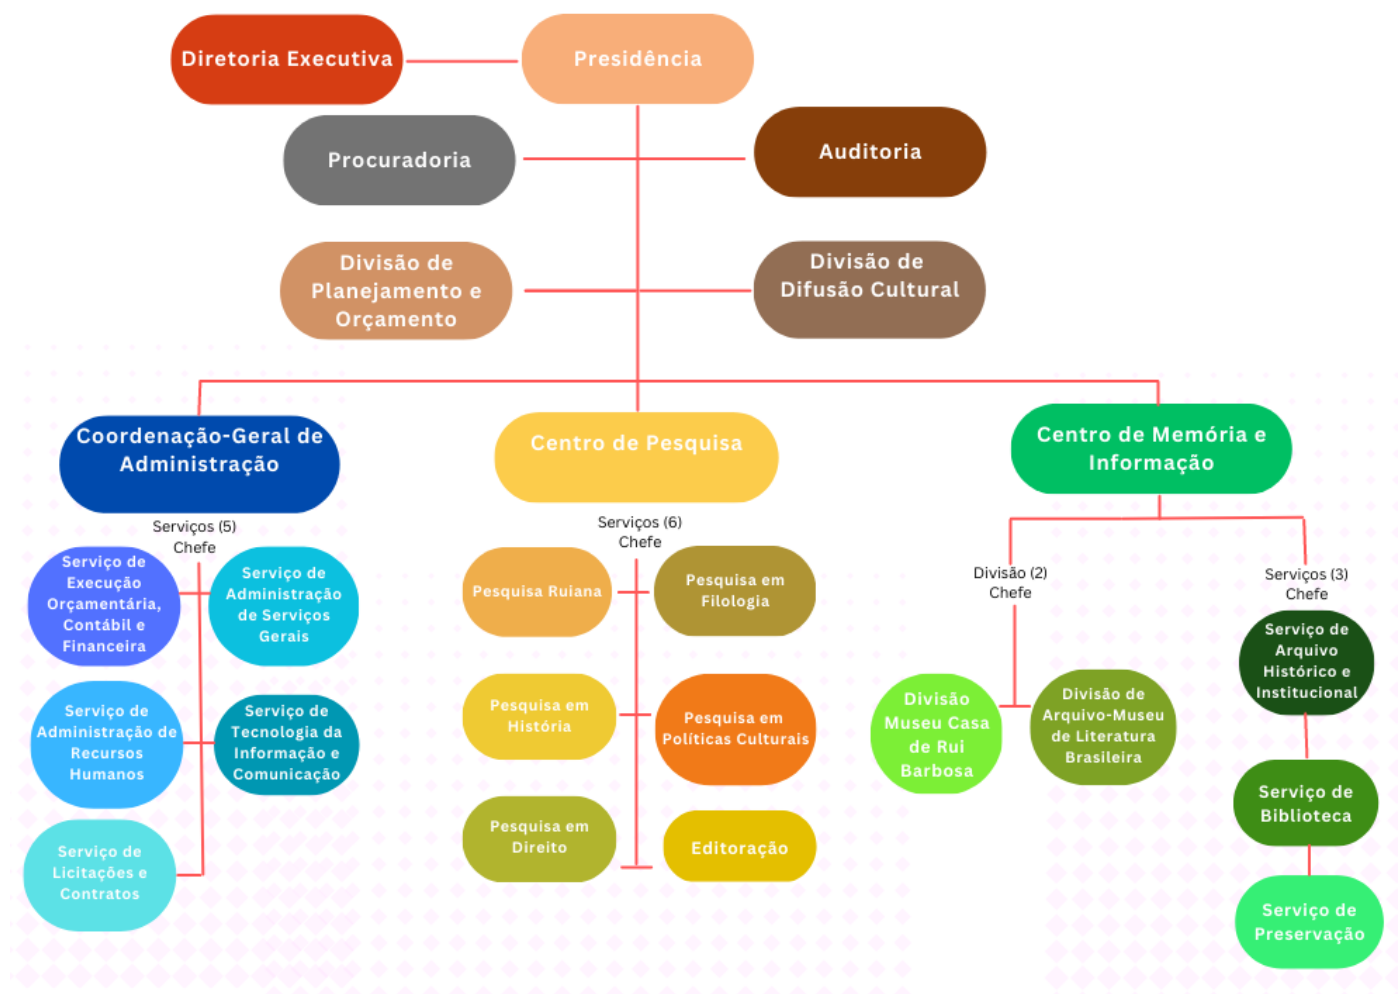 Diretoria Executiva
Presidência
Procuradoria
Auditoria
Divisão de
Planejamento e
Orçamento
Divisão de
Difusão Cultural
Coordenação-Geral de
Administração
Centro de Pesquisa
Centro de Memória e
Informação
Serviços (5)
Chefe
Serviço de
Execução
Orçamentária,
Contábil e
Financeira
Serviço de
Administração
de Serviços
Gerais
Serviço de
Administração de
Recursos
Humanos
Serviço de
Tecnologia da
Informação e
Comunicação
Serviço de
Licitações e
Contratos
Serviços (6)
Chefe
Pesquisa Ruiana
Pesquisa em
Filologia
Pesquisa em
História
Pesquisa em
Políticas Culturais
Pesquisa em
Direito
Editoração
Divisão (2)
Chefe
Divisão
Museu Casa
de Rui
Barbosa
Divisão de
Arquivo-Museu
de Literatura
Brasileira
Serviços (3)
Chefe
Serviço de
Arquivo
Histórico e
Institucional
Serviço de
Biblioteca
Serviço de
Preservação